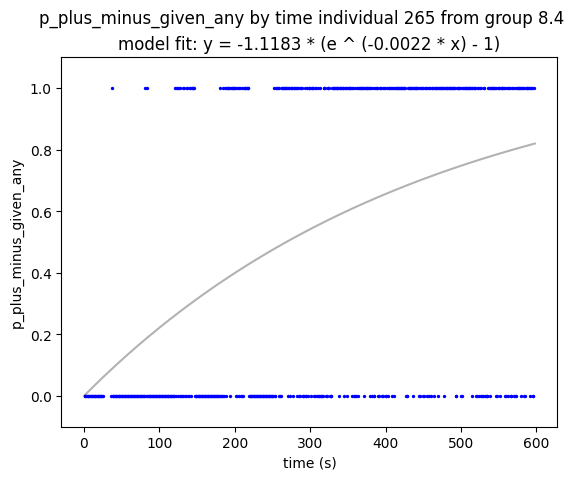 p_plus_minus_given_any by time individual 265 from group 8.4
model fit: y = -1.1183 * (e ^ (-0.0022 * x) - 1)
1.0
0.8
0.6
0.4
0.2
0.0
p_plus_minus_given_any
0 100 200 300 400 500 600
time (s)